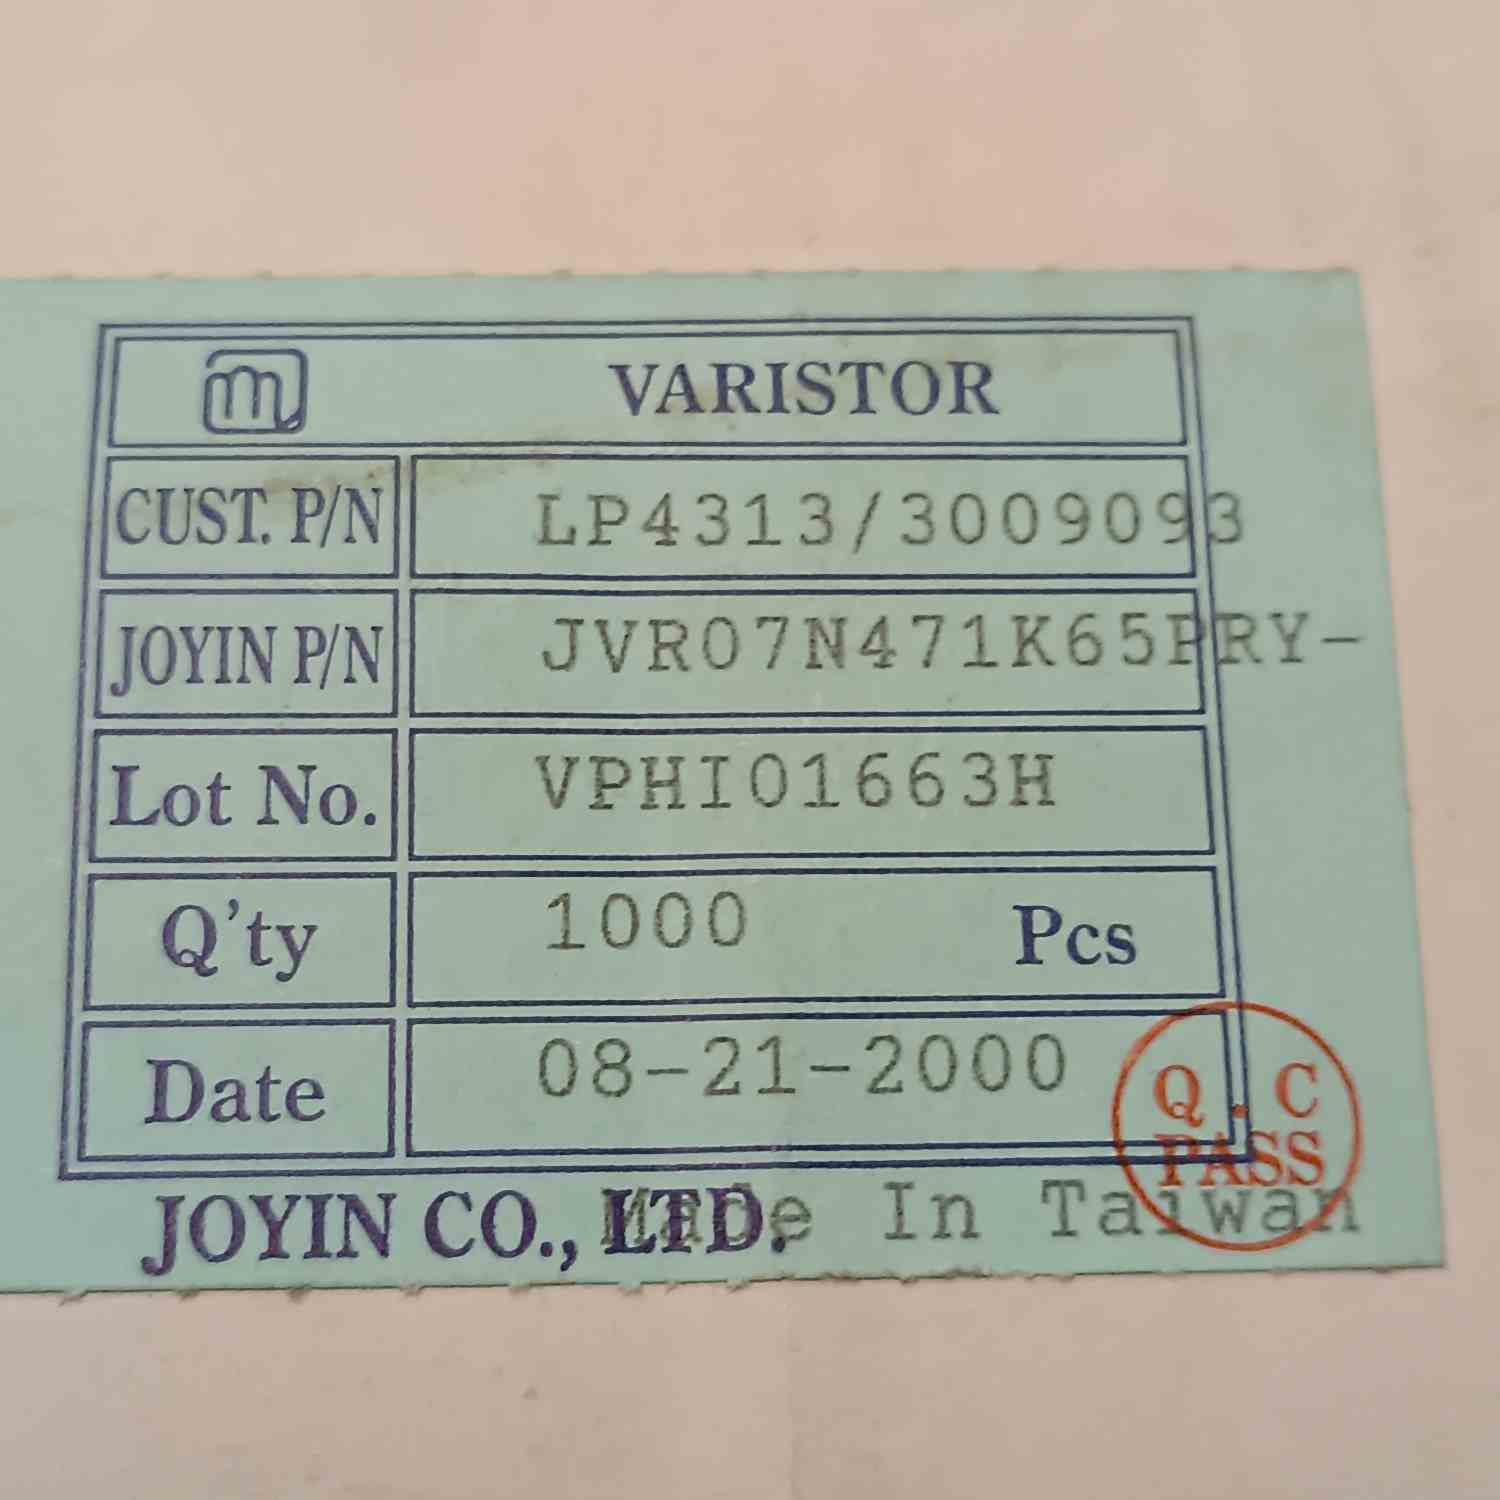 m VARISTOR
CUST. P/N LP4313/3009093
JOYIN P/N JVR07N471K65PRY-
Lot No. VPHI01663H
Q'ty 1000 Pcs
Date 08-21-2000
Q.C
PASS
JOYIN CO., LTD. Made In Taiwan